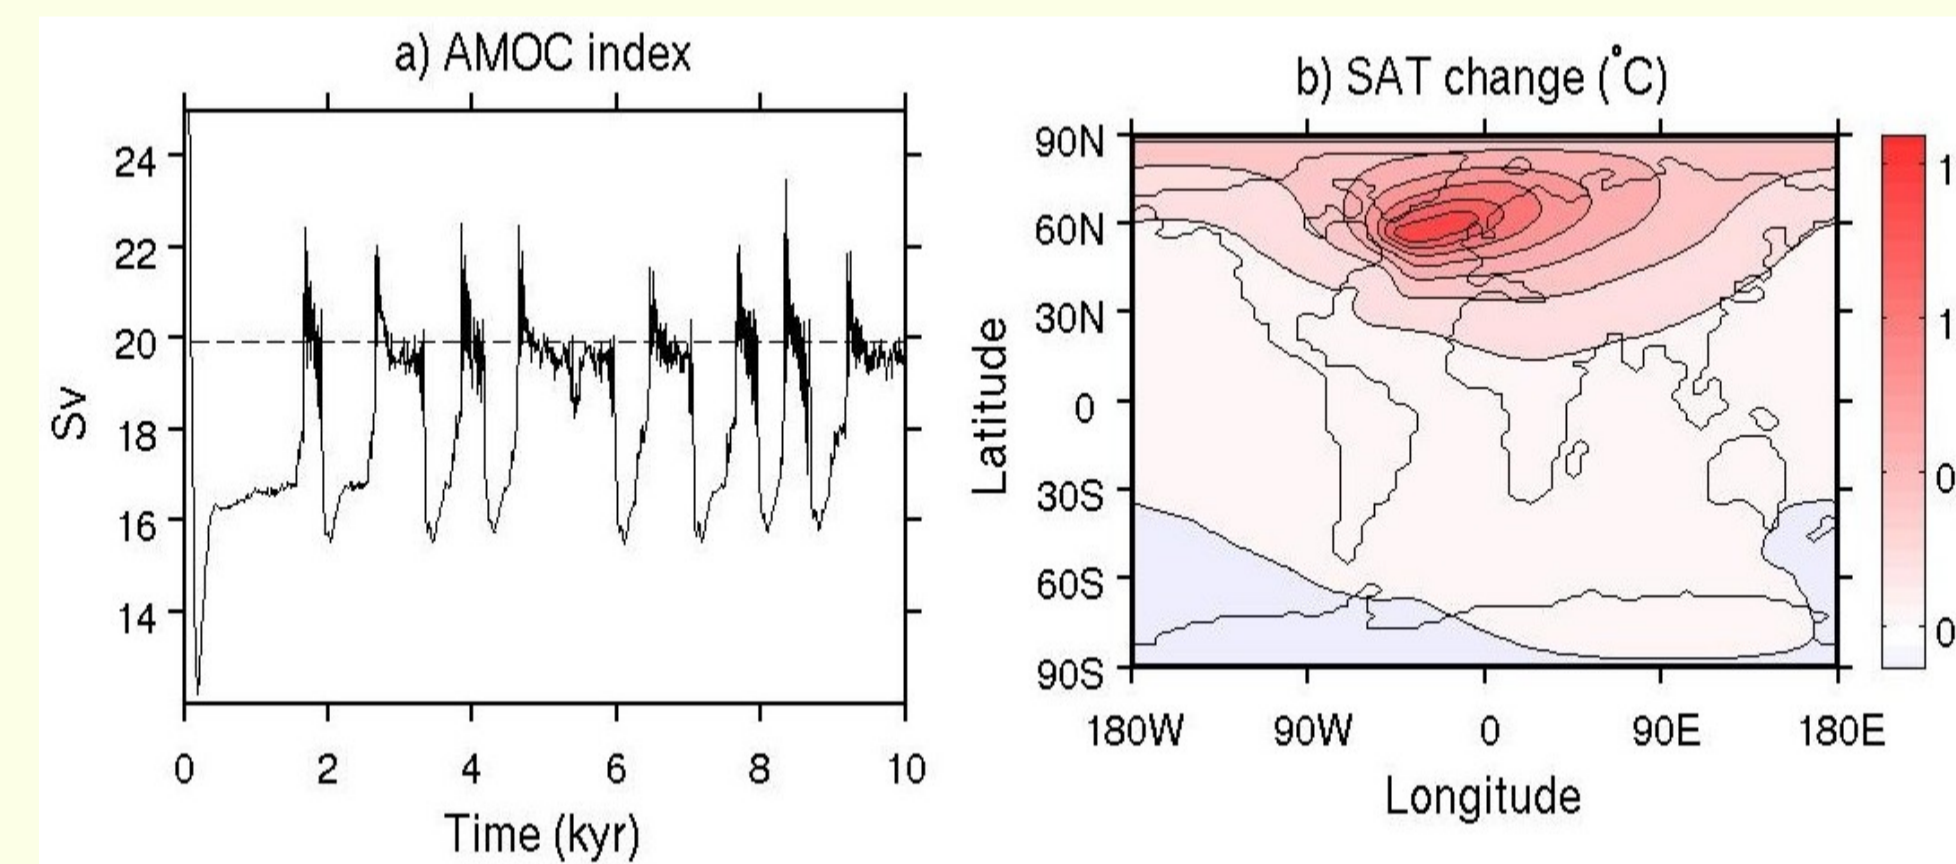 a) AMOC index
24
22
20
18
16
14
Sv
0 2 4 6 8 10
Time (kyr)
b) SAT change (°C)
90N
60N
30N
0
30S
60S
90S
Latitude
180W 90W 0 90E 180E
Longitude
1
1
0
0